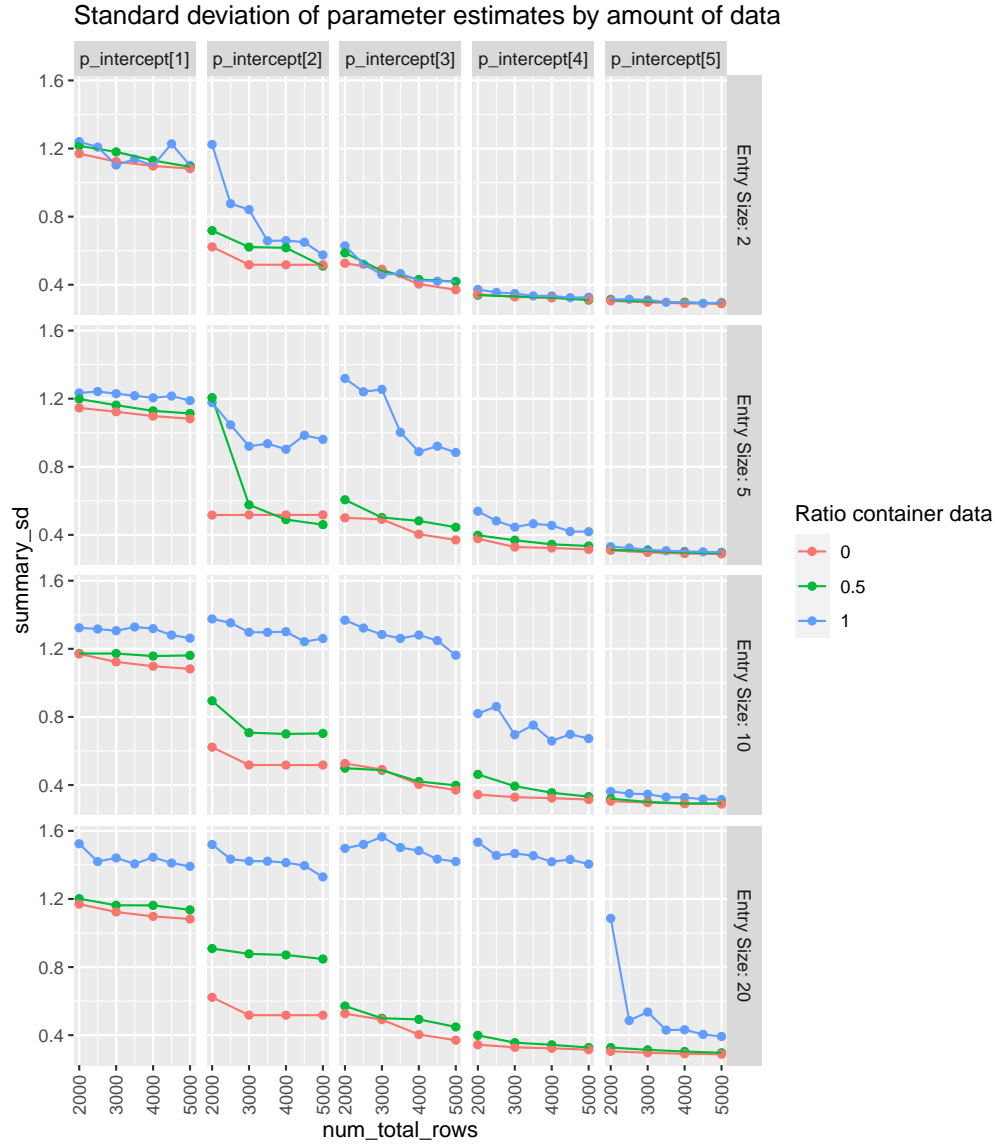 Standard deviation of parameter estimates by amount of data
p_intercept[1] p_intercept[2] p_intercept[3] p_intercept[4] p_intercept[5]
1.6
1.2
0.8
0.4
Entry Size: 2
1.6
1.2
0.8
0.4
Entry Size: 5
1.6
1.2
0.8
0.4
Entry Size: 10
1.6
1.2
0.8
0.4
Entry Size: 20
summary_sd
2000 3000 4000 5000 2000 3000 4000 5000 2000 3000 4000 5000 2000 3000 4000 5000 2000 3000 4000 5000
num_total_rows
Ratio container data
0
0.5
1